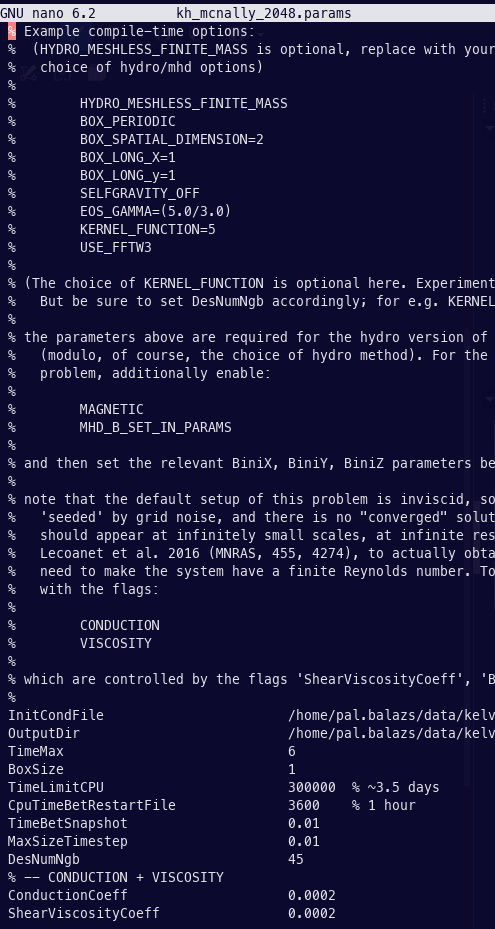 GNU nano 6.2 kh_mcnally_2048.params
% Example compile-time options:
% (HYDRO_MESHLESS_FINITE_MASS is optional, replace with your
% choice of hydro/mhd options)
%
% HYDRO_MESHLESS_FINITE_MASS
% BOX_PERIODIC
% BOX_SPATIAL_DIMENSION=2
% BOX_LONG_X=1
% BOX_LONG_y=1
% SELFGRAVITY_OFF
% EOS_GAMMA=(5.0/3.0)
% KERNEL_FUNCTION=5
% USE_FFTW3
%
% (The choice of KERNEL_FUNCTION is optional here. Experiment
% But be sure to set DesNumNgb accordingly; for e.g. KERNEL
%
% the parameters above are required for the hydro version of
% (modulo, of course, the choice of hydro method). For the
% problem, additionally enable:
%
% MAGNETIC
% MHD_B_SET_IN_PARAMS
%
% and then set the relevant BiniX, BiniY, BiniZ parameters be
%
% note that the default setup of this problem is inviscid, so
% 'seeded' by grid noise, and there is no "converged" solut
% should appear at infinitely small scales, at infinite res
% Lecoanet et al. 2016 (MNRAS, 455, 4274), to actually obta
% need to make the system have a finite Reynolds number. To
% with the flags:
%
% CONDUCTION
% VISCOSITY
%
% which are controlled by the flags 'ShearViscosityCoeff', 'B
%
InitCondFile /home/pal.balazs/data/kelv
OutputDir /home/pal.balazs/data/kelv
TimeMax 6
BoxSize 1
TimeLimitCPU 300000 % ~3.5 days
CpuTimeBetRestartFile 3600 % 1 hour
TimeBetSnapshot 0.01
MaxSizeTimestep 0.01
DesNumNgb 45
% -- CONDUCTION + VISCOSITY
ConductionCoeff 0.0002
ShearViscosityCoeff 0.0002